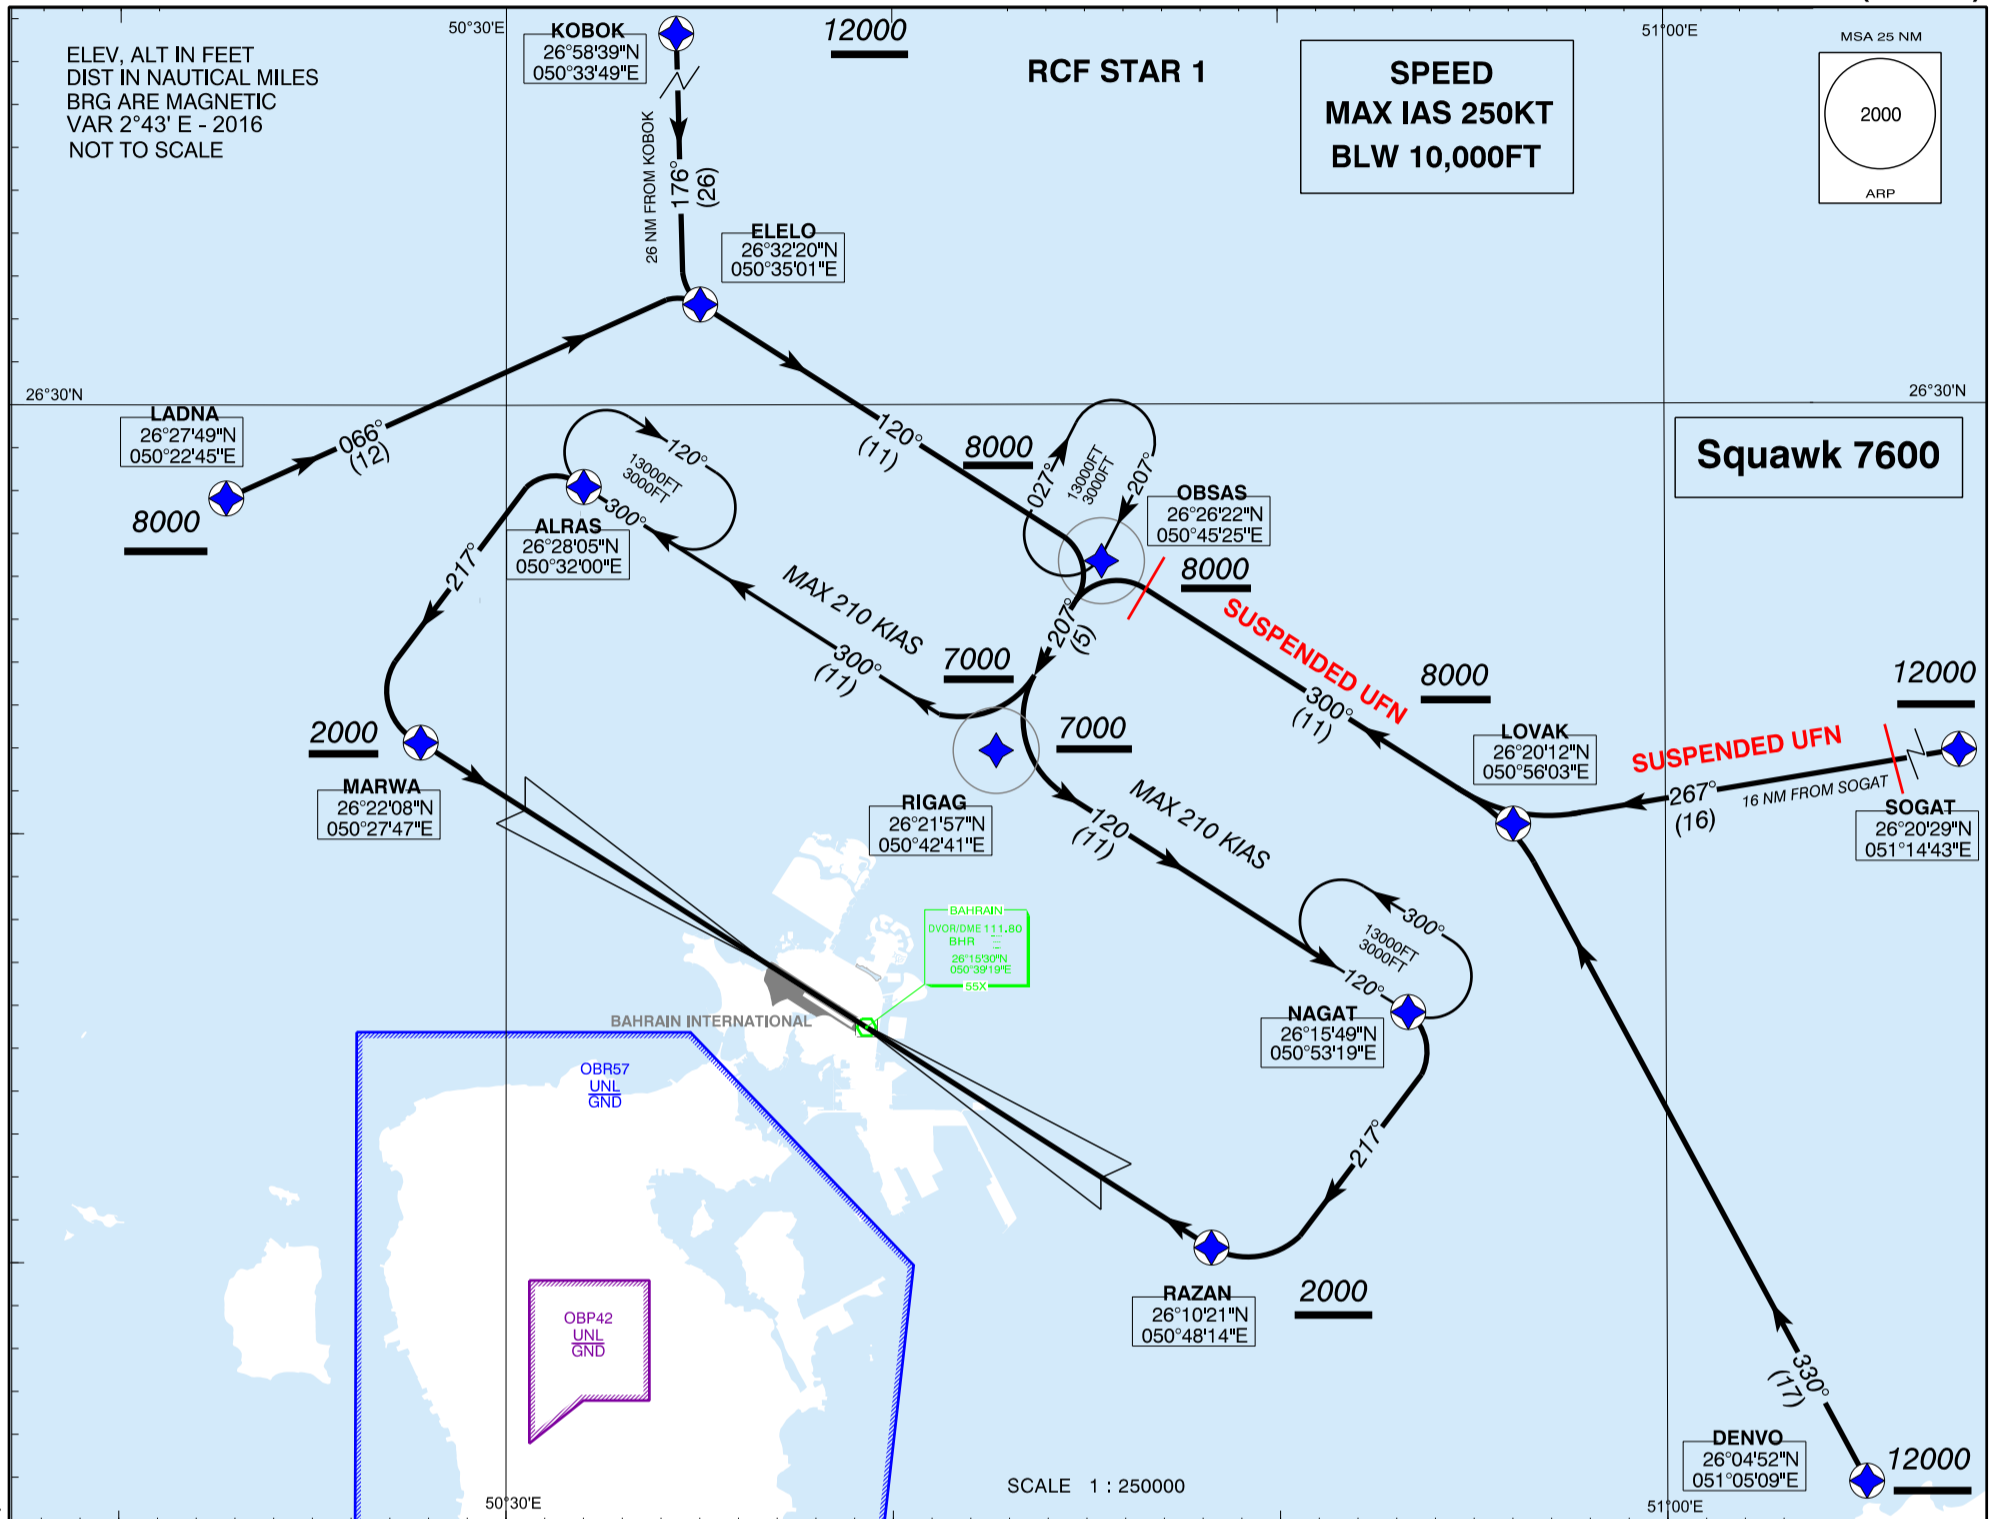 50°30'E
KOBOK
26°58'39"N
050°33'49"E
12000
RCF STAR 1
SPEED
MAX IAS 250KT
BLW 10,000FT
51°00'E
MSA 25 NM
2000
ARP
ELEV, ALT IN FEET
DIST IN NAUTICAL MILES
BRG ARE MAGNETIC
VAR 2°43' E - 2016
NOT TO SCALE
26 NM FROM KOBOK
176°
(26)
ELELO
26°32'20"N
050°35'01"E
26°30'N
26°30'N
LADNA
26°27'49"N
050°22'45"E
8000
066°
(12)
120°
(11)
120°
13000FT
3000FT
300°
ALRAS
26°28'05"N
050°32'00"E
217°
8000
027°
13000FT
3000FT
207°
OBSAS
26°26'22"N
050°45'25"E
8000
Squawk 7600
MAX 210 KIAS
300°
(11)
207°
(5)
7000
7000
SUSPENDED UFN
300°
(11)
8000
12000
LOVAK
26°20'12"N
050°56'03"E
SUSPENDED UFN
267°
(16)
16 NM FROM SOGAT
SOGAT
26°20'29"N
051°14'43"E
2000
MARWA
26°22'08"N
050°27'47"E
RIGAG
26°21'57"N
050°42'41"E
120
(11)
MAX 210 KIAS
300°
13000FT
3000FT
120°
NAGAT
26°15'49"N
050°53'19"E
BAHRAIN
DVOR/DME 111.80
BHR
26°15'30"N
050°39'19"E
55X
BAHRAIN INTERNATIONAL
OBR57
UNL
GND
217°
RAZAN
26°10'21"N
050°48'14"E
2000
OBP42
UNL
GND
330°
(17)
DENVO
26°04'52"N
051°05'09"E
12000
SCALE 1 : 250000
50°30'E
51°00'E